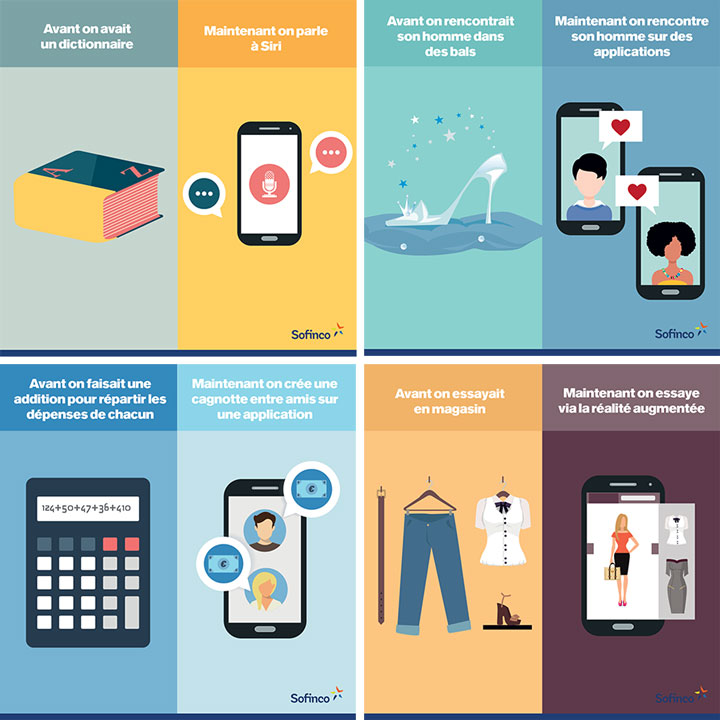 Avant on avait
un dictionnaire
Maintenant on parle
à Siri
A Z
Sofinco
Avant on rencontrait
son homme dans
des bals
Maintenant on rencontre
son homme sur des
applications
Sofinco
Avant on faisait une
addition pour répartir les
dépenses de chacun
Maintenant on crée une
cagnotte entre amis sur
une application
124+50+47+36+410
Sofinco
Avant on essayait
en magasin
Maintenant on essaye
via la réalité augmentée
Sofinco